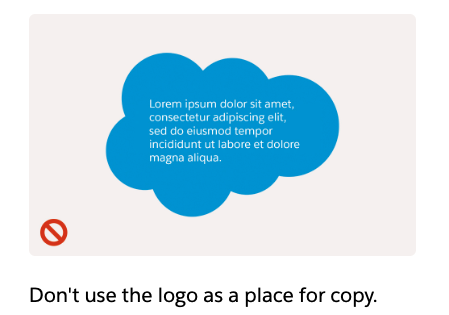 Lorem ipsum dolor sit amet,
consectetur adipiscing elit,
sed do eiusmod tempor
incididunt ut labore et dolore
magna aliqua.
Don't use the logo as a place for copy.